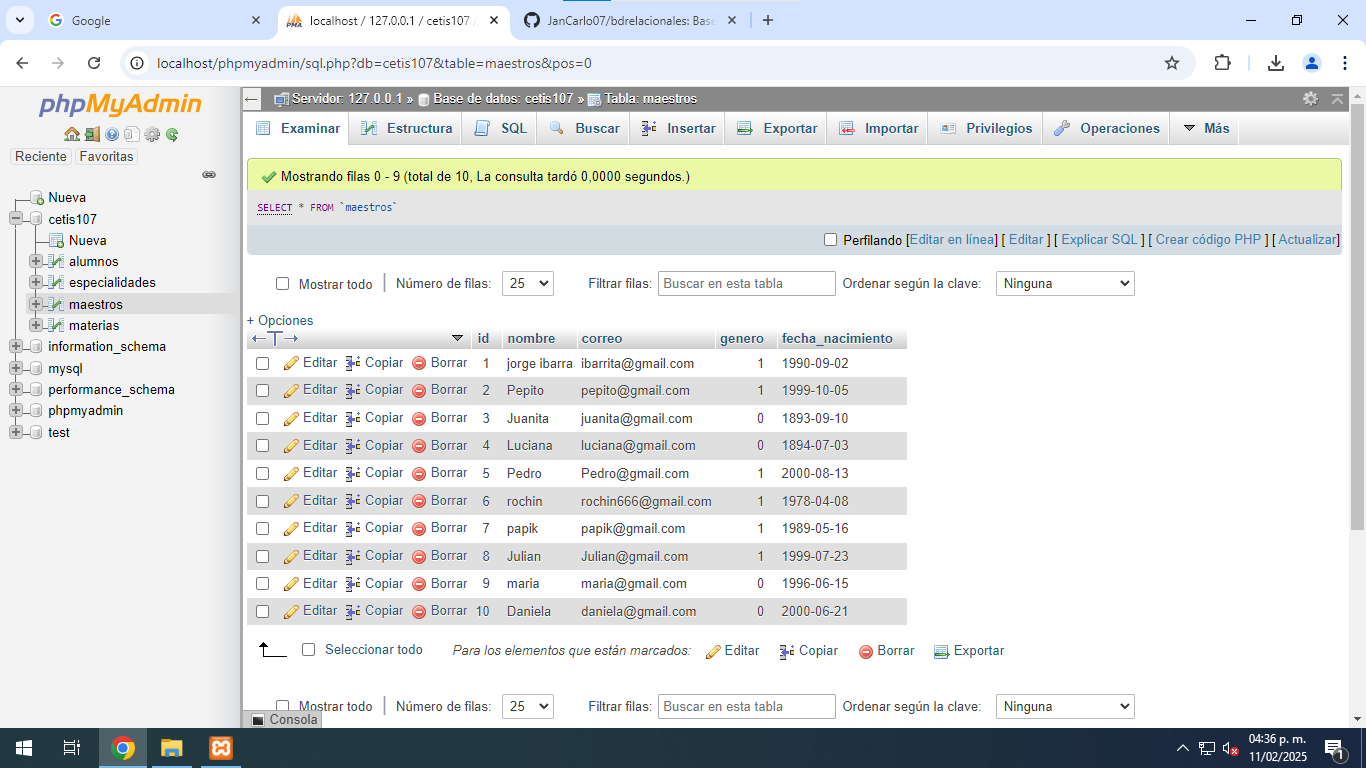 Google
localhost / 127.0.0.1 / cetis107 /
JanCarlo07/bdrelacionales: Base
localhost/phpmyadmin/sql.php?db=cetis107&table=maestros&pos=0
phpMyAdmin
Reciente Favoritas
Nueva
cetis107
Nueva
alumnos
especialidades
maestros
materias
information_schema
mysql
performance_schema
phpmyadmin
test
Servidor: 127.0.0.1 » Base de datos: cetis107 » Tabla: maestros
Examinar Estructura SQL Buscar Insertar Exportar Importar Privilegios Operaciones Más
Mostrando filas 0 - 9 (total de 10, La consulta tardó 0,0000 segundos.)
SELECT * FROM `maestros`
Perfilando [Editar en línea] [ Editar ] [ Explicar SQL ] [ Crear código PHP ] [ Actualizar]
Mostrar todo | Número de filas: 25 Filtrar filas: Buscar en esta tabla Ordenar según la clave: Ninguna
+ Opciones
←T→ id nombre correo genero fecha_nacimiento
Editar Copiar Borrar 1 jorge ibarra ibarrita@gmail.com 1 1990-09-02
Editar Copiar Borrar 2 Pepito pepito@gmail.com 1 1999-10-05
Editar Copiar Borrar 3 Juanita juanita@gmail.com 0 1893-09-10
Editar Copiar Borrar 4 Luciana luciana@gmail.com 0 1894-07-03
Editar Copiar Borrar 5 Pedro Pedro@gmail.com 1 2000-08-13
Editar Copiar Borrar 6 rochin rochin666@gmail.com 1 1978-04-08
Editar Copiar Borrar 7 papik papik@gmail.com 1 1989-05-16
Editar Copiar Borrar 8 Julian Julian@gmail.com 1 1999-07-23
Editar Copiar Borrar 9 maria maria@gmail.com 0 1996-06-15
Editar Copiar Borrar 10 Daniela daniela@gmail.com 0 2000-06-21
Seleccionar todo Para los elementos que están marcados: Editar Copiar Borrar Exportar
Mostrar todo | Número de filas: 25 Filtrar filas: Buscar en esta tabla Ordenar según la clave: Ninguna
Consola
04:36 p. m.
11/02/2025
1